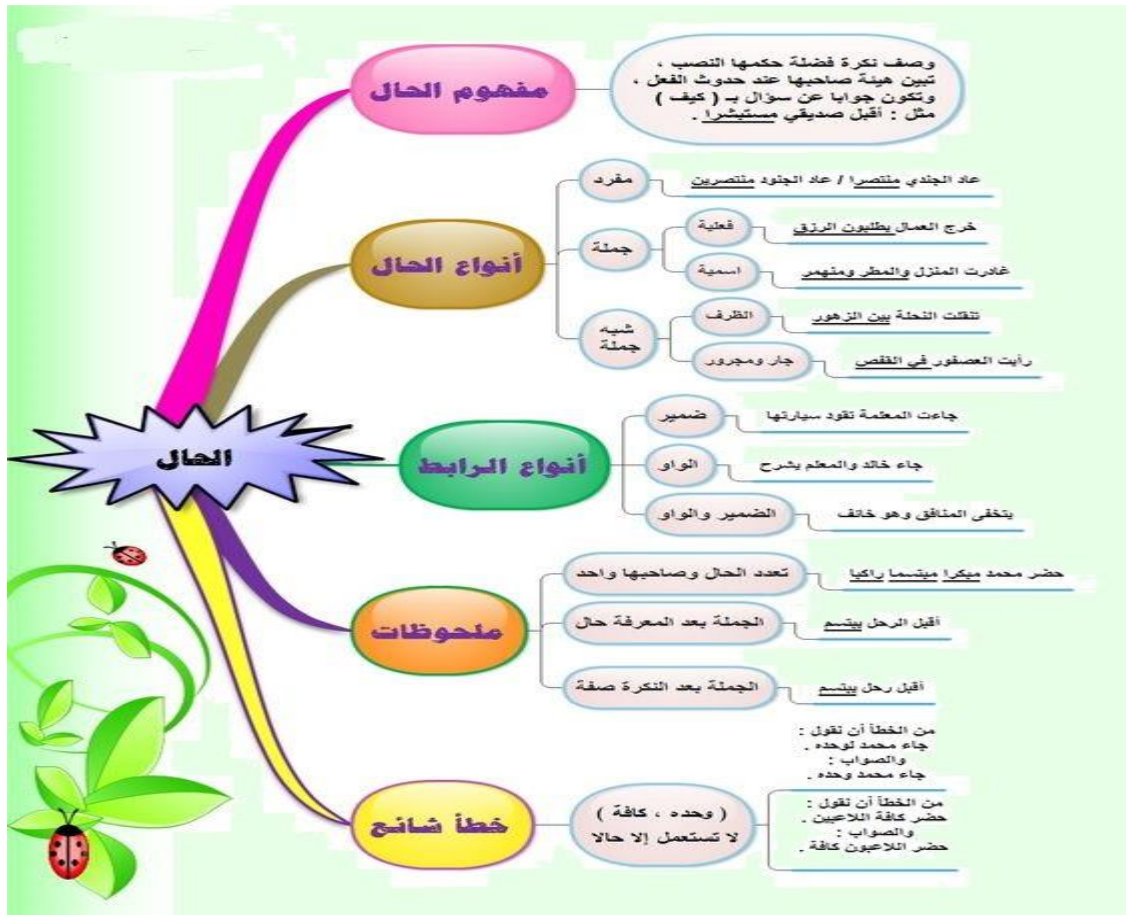 الحال
مفهوم الحال
وصف نكرة فضلة حكمها النصب ،
تبين هيئة صاحبها عند حدوث الفعل ،
وتكون جوابا عن سؤال بـ ( كيف )
مثل : أقبل صديقي مستبشرا .
أنواع الحال
مفرد
عاد الجندي منتصرا / عاد الجنود منتصرين
جملة
فعلية
خرج العمال يطلبون الرزق
اسمية
غادرت المنزل والمطر ومنهمر
شبه
جملة
الظرف
تنقلت النحلة بين الزهور
جار ومجرور
رأيت العصفور في القفص
أنواع الرابط
ضمير
جاءت المعلمة تقود سيارتها
الواو
جاء خالد والمعلم يشرح
الضمير والواو
يتخفى المنافق وهو خائف
ملحوظات
تعدد الحال وصاحبها واحد
حضر محمد مبكرا مبتسما راكبا
الجملة بعد المعرفة حال
أقبل الرحل يبتسم
الجملة بعد النكرة صفة
أقبل رحل يبتسم
خطأ شائع
( وحده ، كافة )
لا تستعمل إلا حالا
من الخطأ أن نقول :
جاء محمد لوحده .
والصواب :
جاء محمد وحده .
من الخطأ أن نقول :
حضر كافة اللاعبين .
والصواب :
حضر اللاعبون كافة .